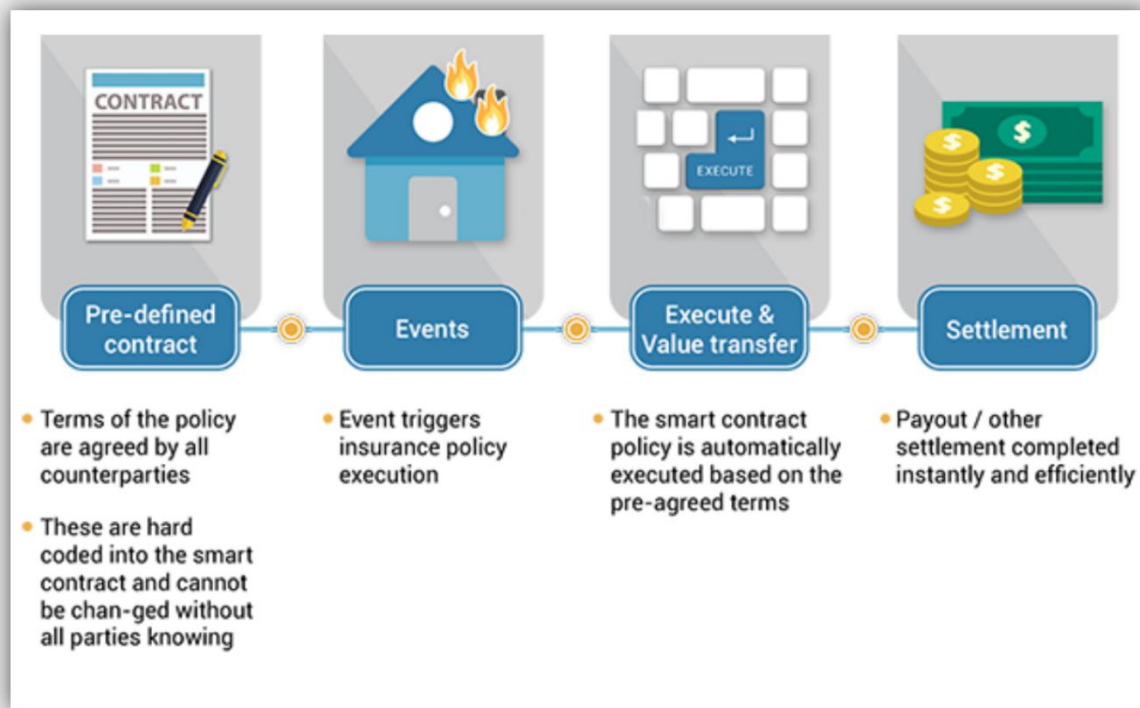 CONTRACT
EXECUTE
$
$
$
$
Pre-defined
contract
Events
Execute &
Value transfer
Settlement
• Terms of the policy
are agreed by all
counterparties
• These are hard
coded into the smart
contract and cannot
be chan-ged without
all parties knowing
• Event triggers
insurance policy
execution
• The smart contract
policy is automatically
executed based on the
pre-agreed terms
• Payout / other
settlement completed
instantly and efficiently